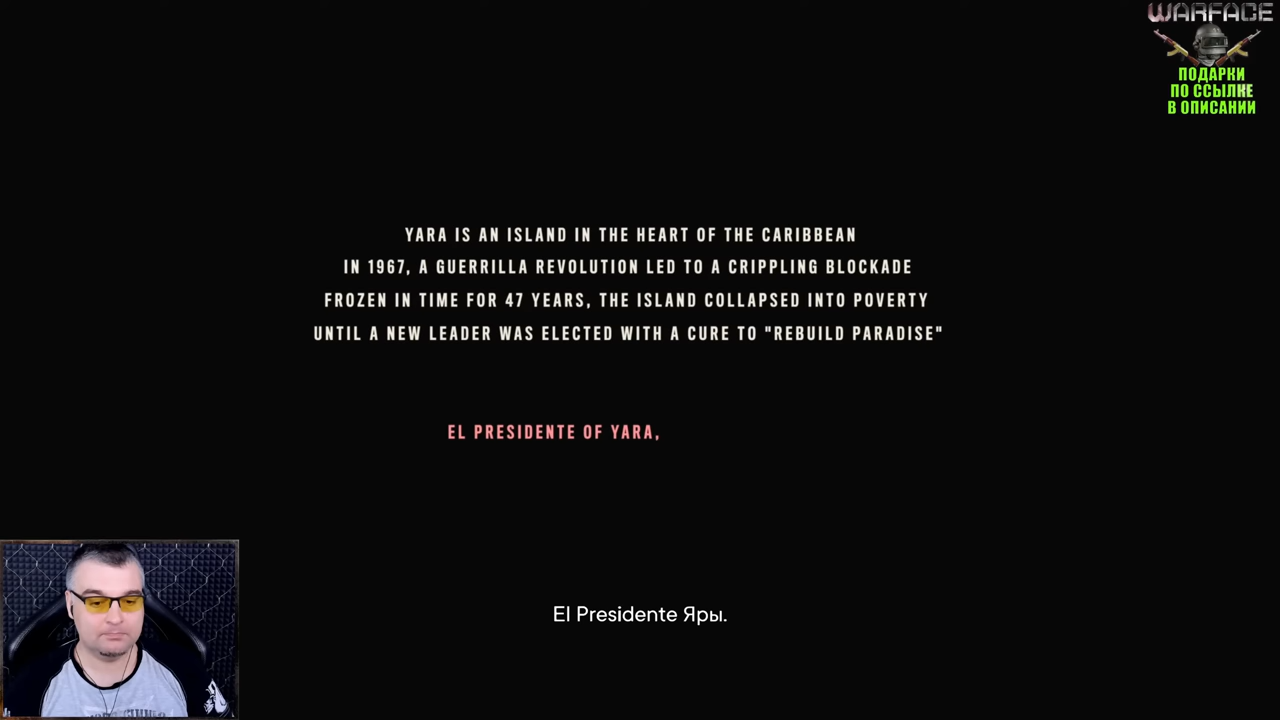 WARFACE
ПОДАРКИ
ПО ССЫЛКЕ
В ОПИСАНИИ
YARA IS AN ISLAND IN THE HEART OF THE CARIBBEAN
IN 1967, A GUERRILLA REVOLUTION LED TO A CRIPPLING BLOCKADE
FROZEN IN TIME FOR 47 YEARS, THE ISLAND COLLAPSED INTO POVERTY
UNTIL A NEW LEADER WAS ELECTED WITH A CURE TO "REBUILD PARADISE"
EL PRESIDENTE OF YARA,
El Presidente Яры.